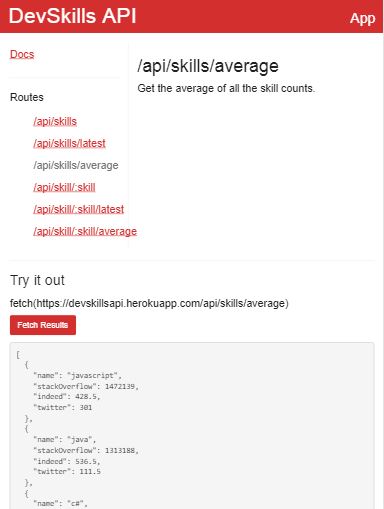 DevSkills API
App
Docs
Routes
/api/skills
/api/skills/latest
/api/skills/average
/api/skill/:skill
/api/skill/:skill/latest
/api/skill/:skill/average
/api/skills/average
Get the average of all the skill counts.
Try it out
fetch(https://devskillsapi.herokuapp.com/api/skills/average)
Fetch Results
[
  {
    "name": "javascript",
    "stackOverflow": 1472139,
    "indeed": 428.5,
    "twitter": 301
  },
  {
    "name": "java",
    "stackOverflow": 1313188,
    "indeed": 536.5,
    "twitter": 111.5
  },
  {
    "name": "c#",